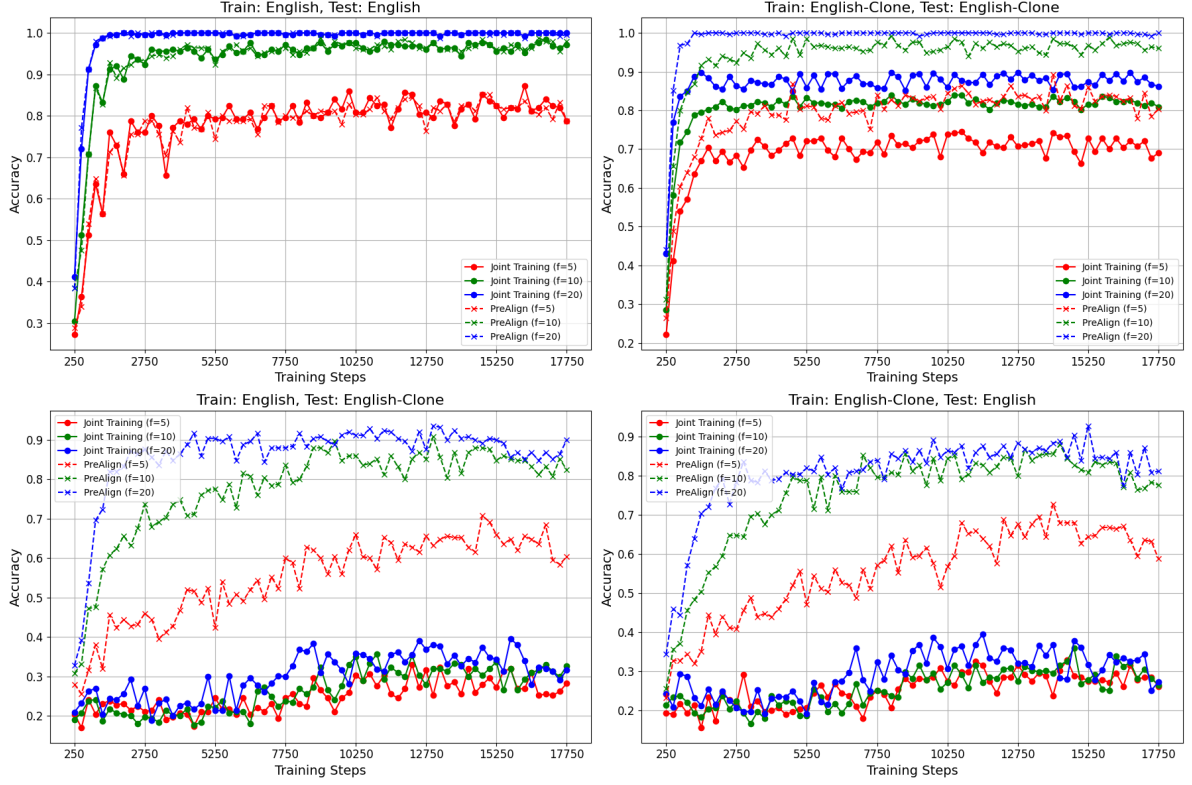 Train: English, Test: English
1.0
0.9
0.8
0.7
0.6
0.5
0.4
0.3
Accuracy
250 2750 5250 7750 10250 12750 15250 17750
Training Steps
Joint Training (f=5)
Joint Training (f=10)
Joint Training (f=20)
PreAlign (f=5)
PreAlign (f=10)
PreAlign (f=20)
Train: English-Clone, Test: English-Clone
1.0
0.9
0.8
0.7
0.6
0.5
0.4
0.3
0.2
Accuracy
250 2750 5250 7750 10250 12750 15250 17750
Training Steps
Joint Training (f=5)
Joint Training (f=10)
Joint Training (f=20)
PreAlign (f=5)
PreAlign (f=10)
PreAlign (f=20)
Train: English, Test: English-Clone
Joint Training (f=5)
Joint Training (f=10)
Joint Training (f=20)
PreAlign (f=5)
PreAlign (f=10)
PreAlign (f=20)
0.9
0.8
0.7
0.6
0.5
0.4
0.3
0.2
Accuracy
250 2750 5250 7750 10250 12750 15250 17750
Training Steps
Train: English-Clone, Test: English
Joint Training (f=5)
Joint Training (f=10)
Joint Training (f=20)
PreAlign (f=5)
PreAlign (f=10)
PreAlign (f=20)
0.9
0.8
0.7
0.6
0.5
0.4
0.3
0.2
Accuracy
250 2750 5250 7750 10250 12750 15250 17750
Training Steps